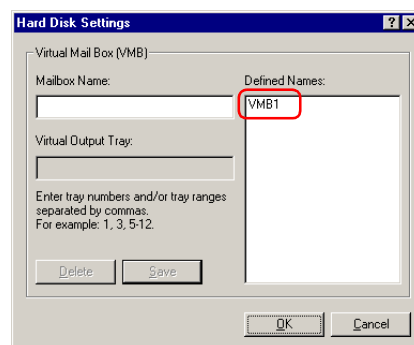 Hard Disk Settings
Virtual Mail Box (VMB)
Mailbox Name:
Defined Names:
VMB1
Virtual Output Tray:
Enter tray numbers and/or tray ranges
separated by commas.
For example: 1, 3, 5-12.
Delete
Save
OK
Cancel